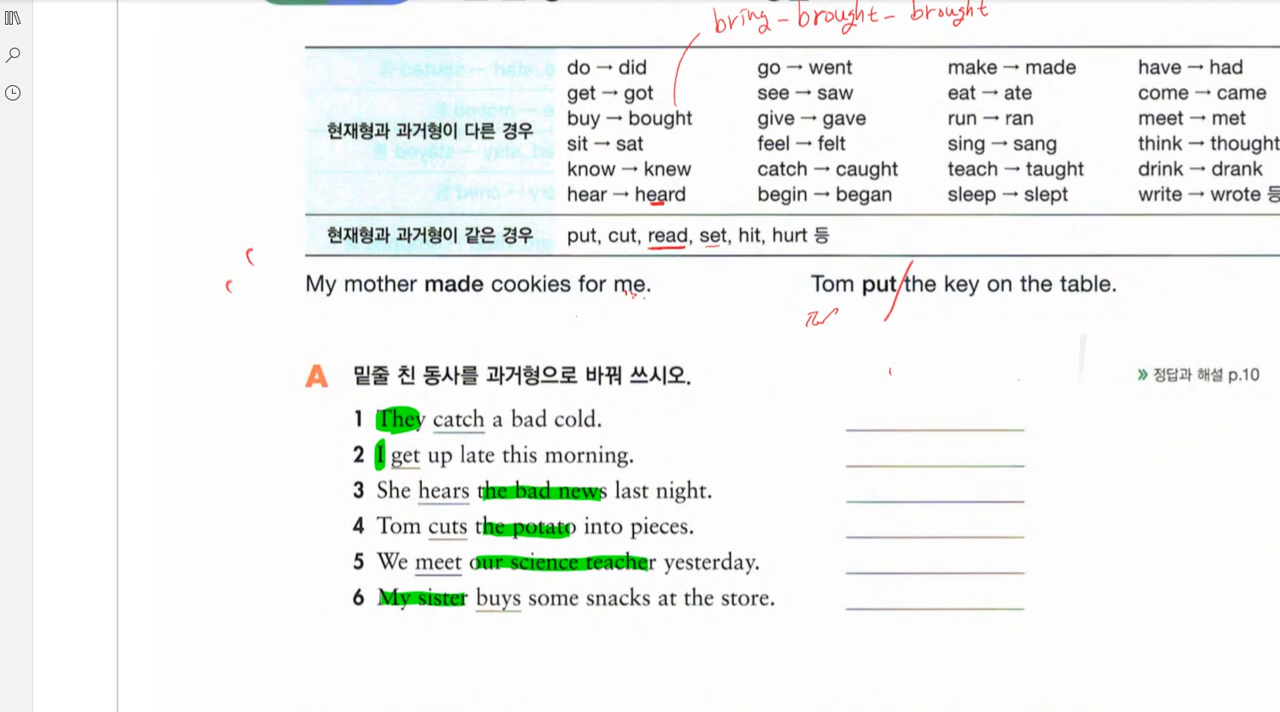 bring - brought - brought
do → did go → went make → made have → had
get → got see → saw eat → ate come → came
buy → bought give → gave run → ran meet → met
현재형과 과거형이 다른 경우
sit → sat feel → felt sing → sang think → thought
know → knew catch → caught teach → taught drink → drank
hear → heard begin → began sleep → slept write → wrote 등
현재형과 과거형이 같은 경우 put, cut, read, set, hit, hurt 등
My mother made cookies for me. Tom put the key on the table.
A 밑줄 친 동사를 과거형으로 바꿔 쓰시오. 정답과 해설 p.10
1 They catch a bad cold.
2 I get up late this morning.
3 She hears the bad news last night.
4 Tom cuts the potato into pieces.
5 We meet our science teacher yesterday.
6 My sister buys some snacks at the store.